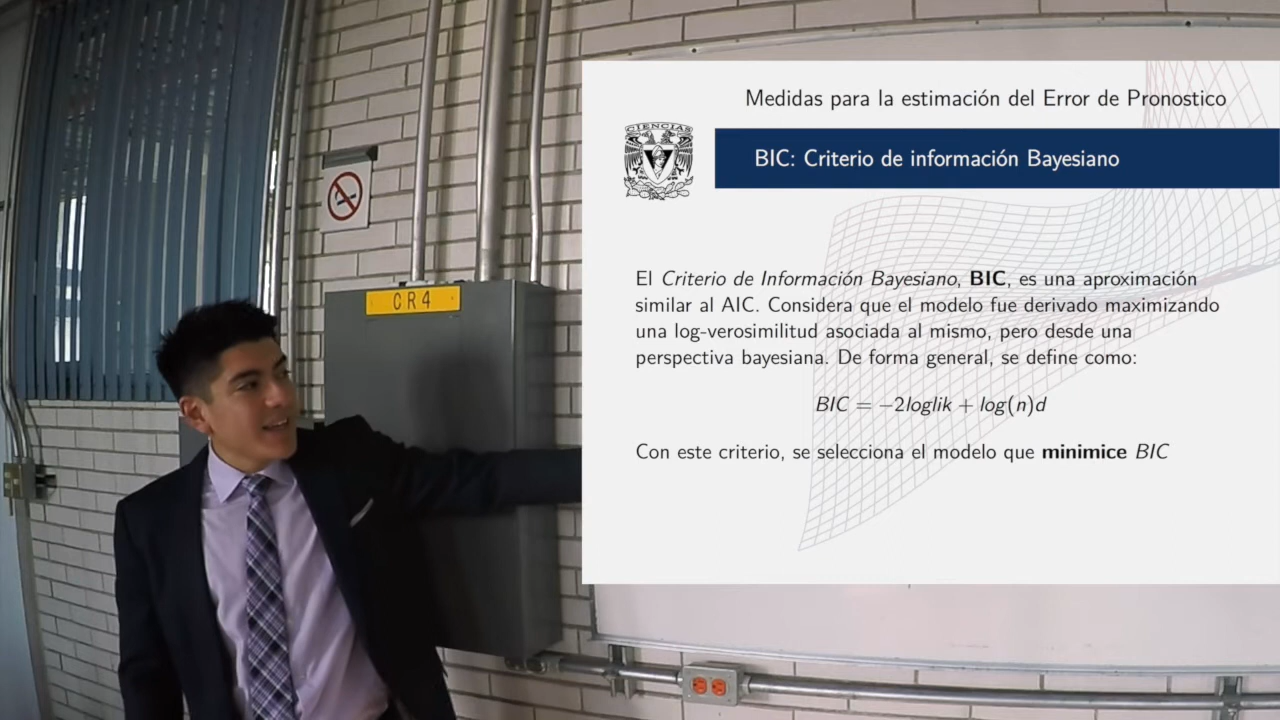 CR4
Medidas para la estimación del Error de Pronostico
CIENCIAS
BIC: Criterio de información Bayesiano
El Criterio de Información Bayesiano, BIC, es una aproximación
similar al AIC. Considera que el modelo fue derivado maximizando
una log-verosimilitud asociada al mismo, pero desde una
perspectiva bayesiana. De forma general, se define como:
BIC = −2loglik + log(n)d
Con este criterio, se selecciona el modelo que minimice BIC